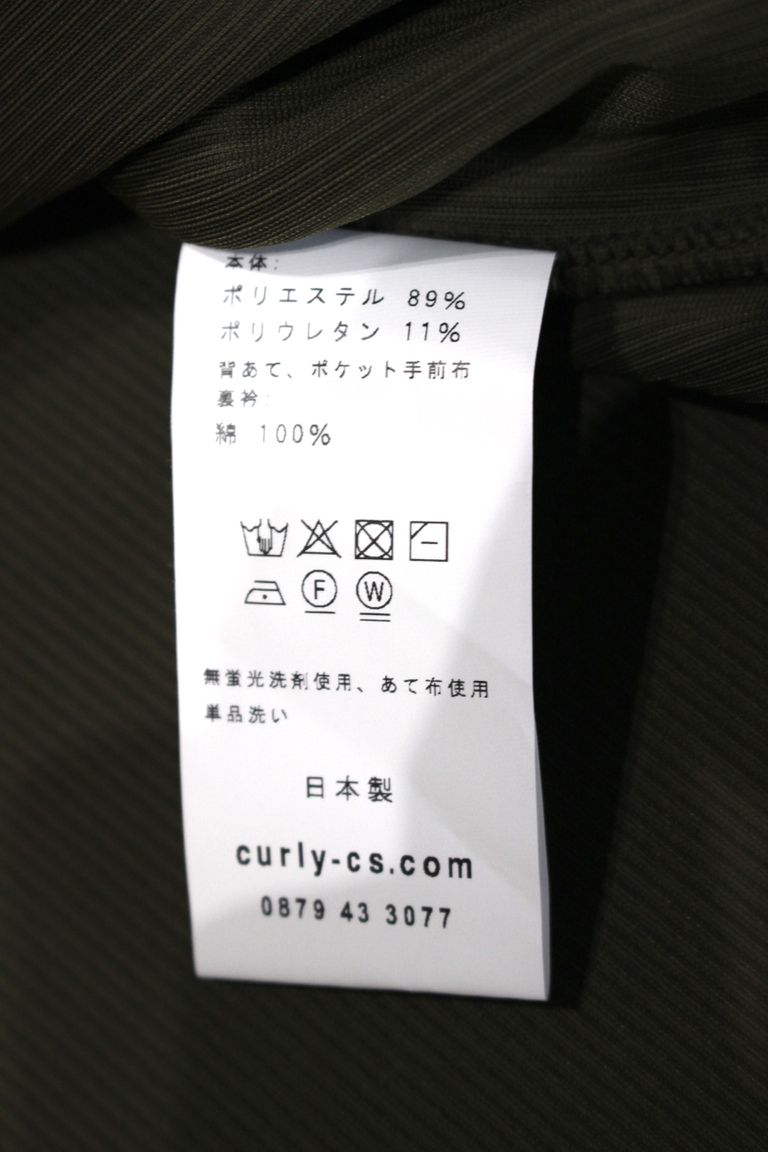 本体:
ポリエステル 89%
ポリウレタン 11%
背あて、ポケット手前布
裏衿:
綿 100%
F W
無蛍光洗剤使用、あて布使用
単品洗い
日本製
curly-cs.com
0879 43 3077